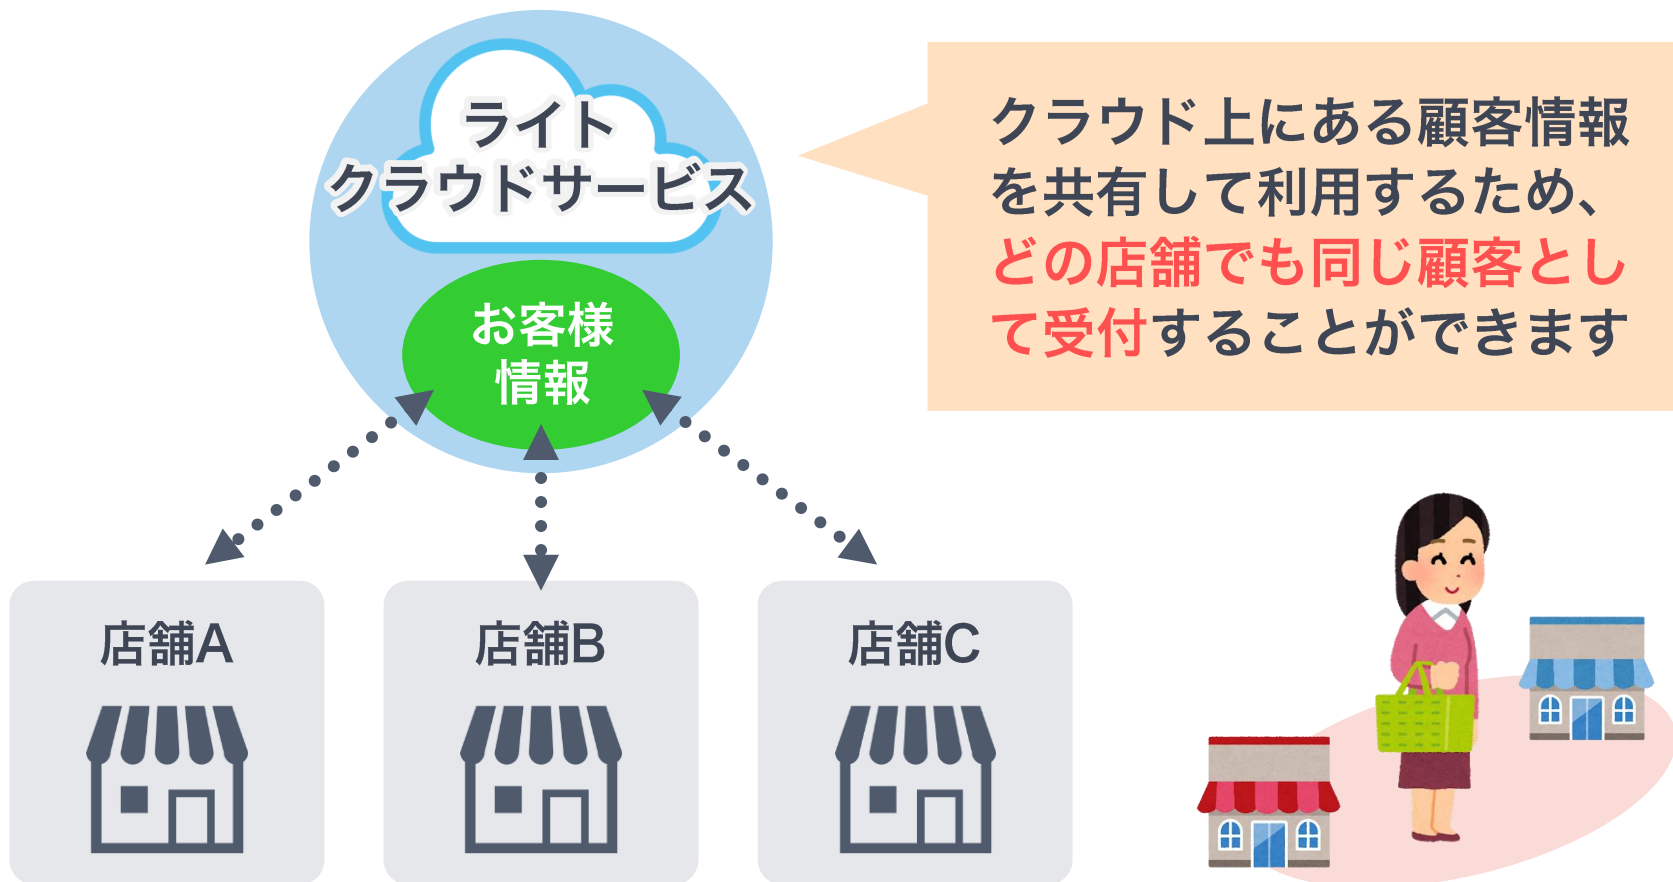 ライト
クラウドサービス
お客様
情報
クラウド上にある顧客情報
を共有して利用するため、
どの店舗でも同じ顧客とし
て受付することができます
店舗A
店舗B
店舗C